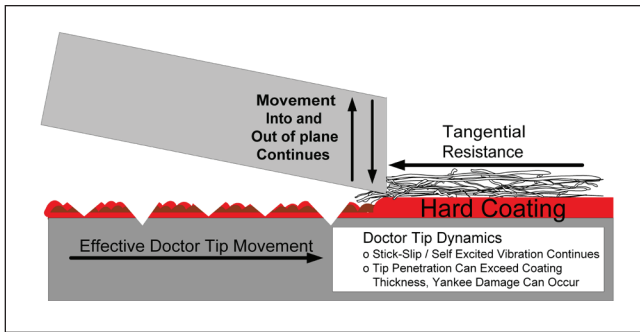 Movement
Into and
Out of plane
Continues
Tangential
Resistance
Hard Coating
Effective Doctor Tip Movement
Doctor Tip Dynamics
o Stick-Slip / Self Excited Vibration Continues
o Tip Penetration Can Exceed Coating
Thickness, Yankee Damage Can Occur